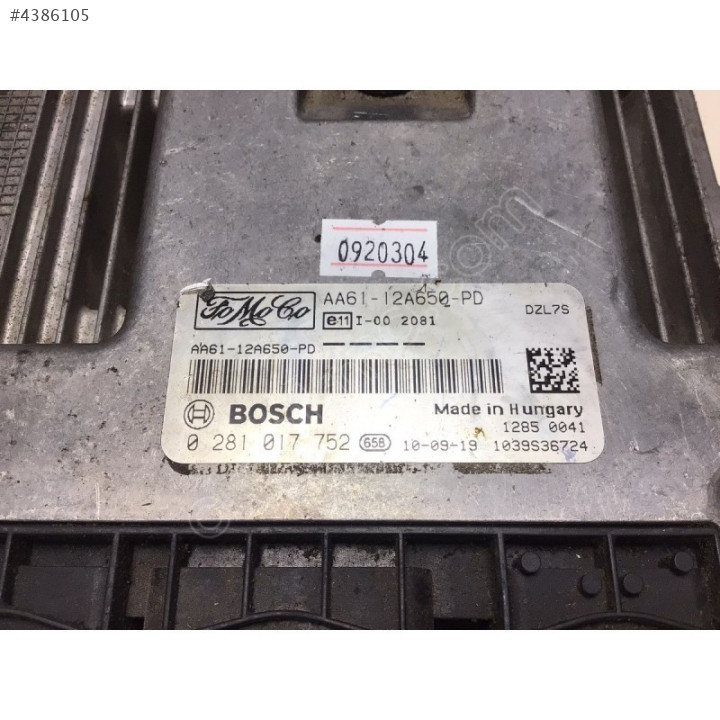 #4386105
0920304
FoMoCo
AA61-12A650-PD
DZL7S
e11 I-00 2081
AA61-12A650-PD
BOSCH
Made in Hungary
1285 0041
0 281 017 752 658 10-09-19 1039S36724